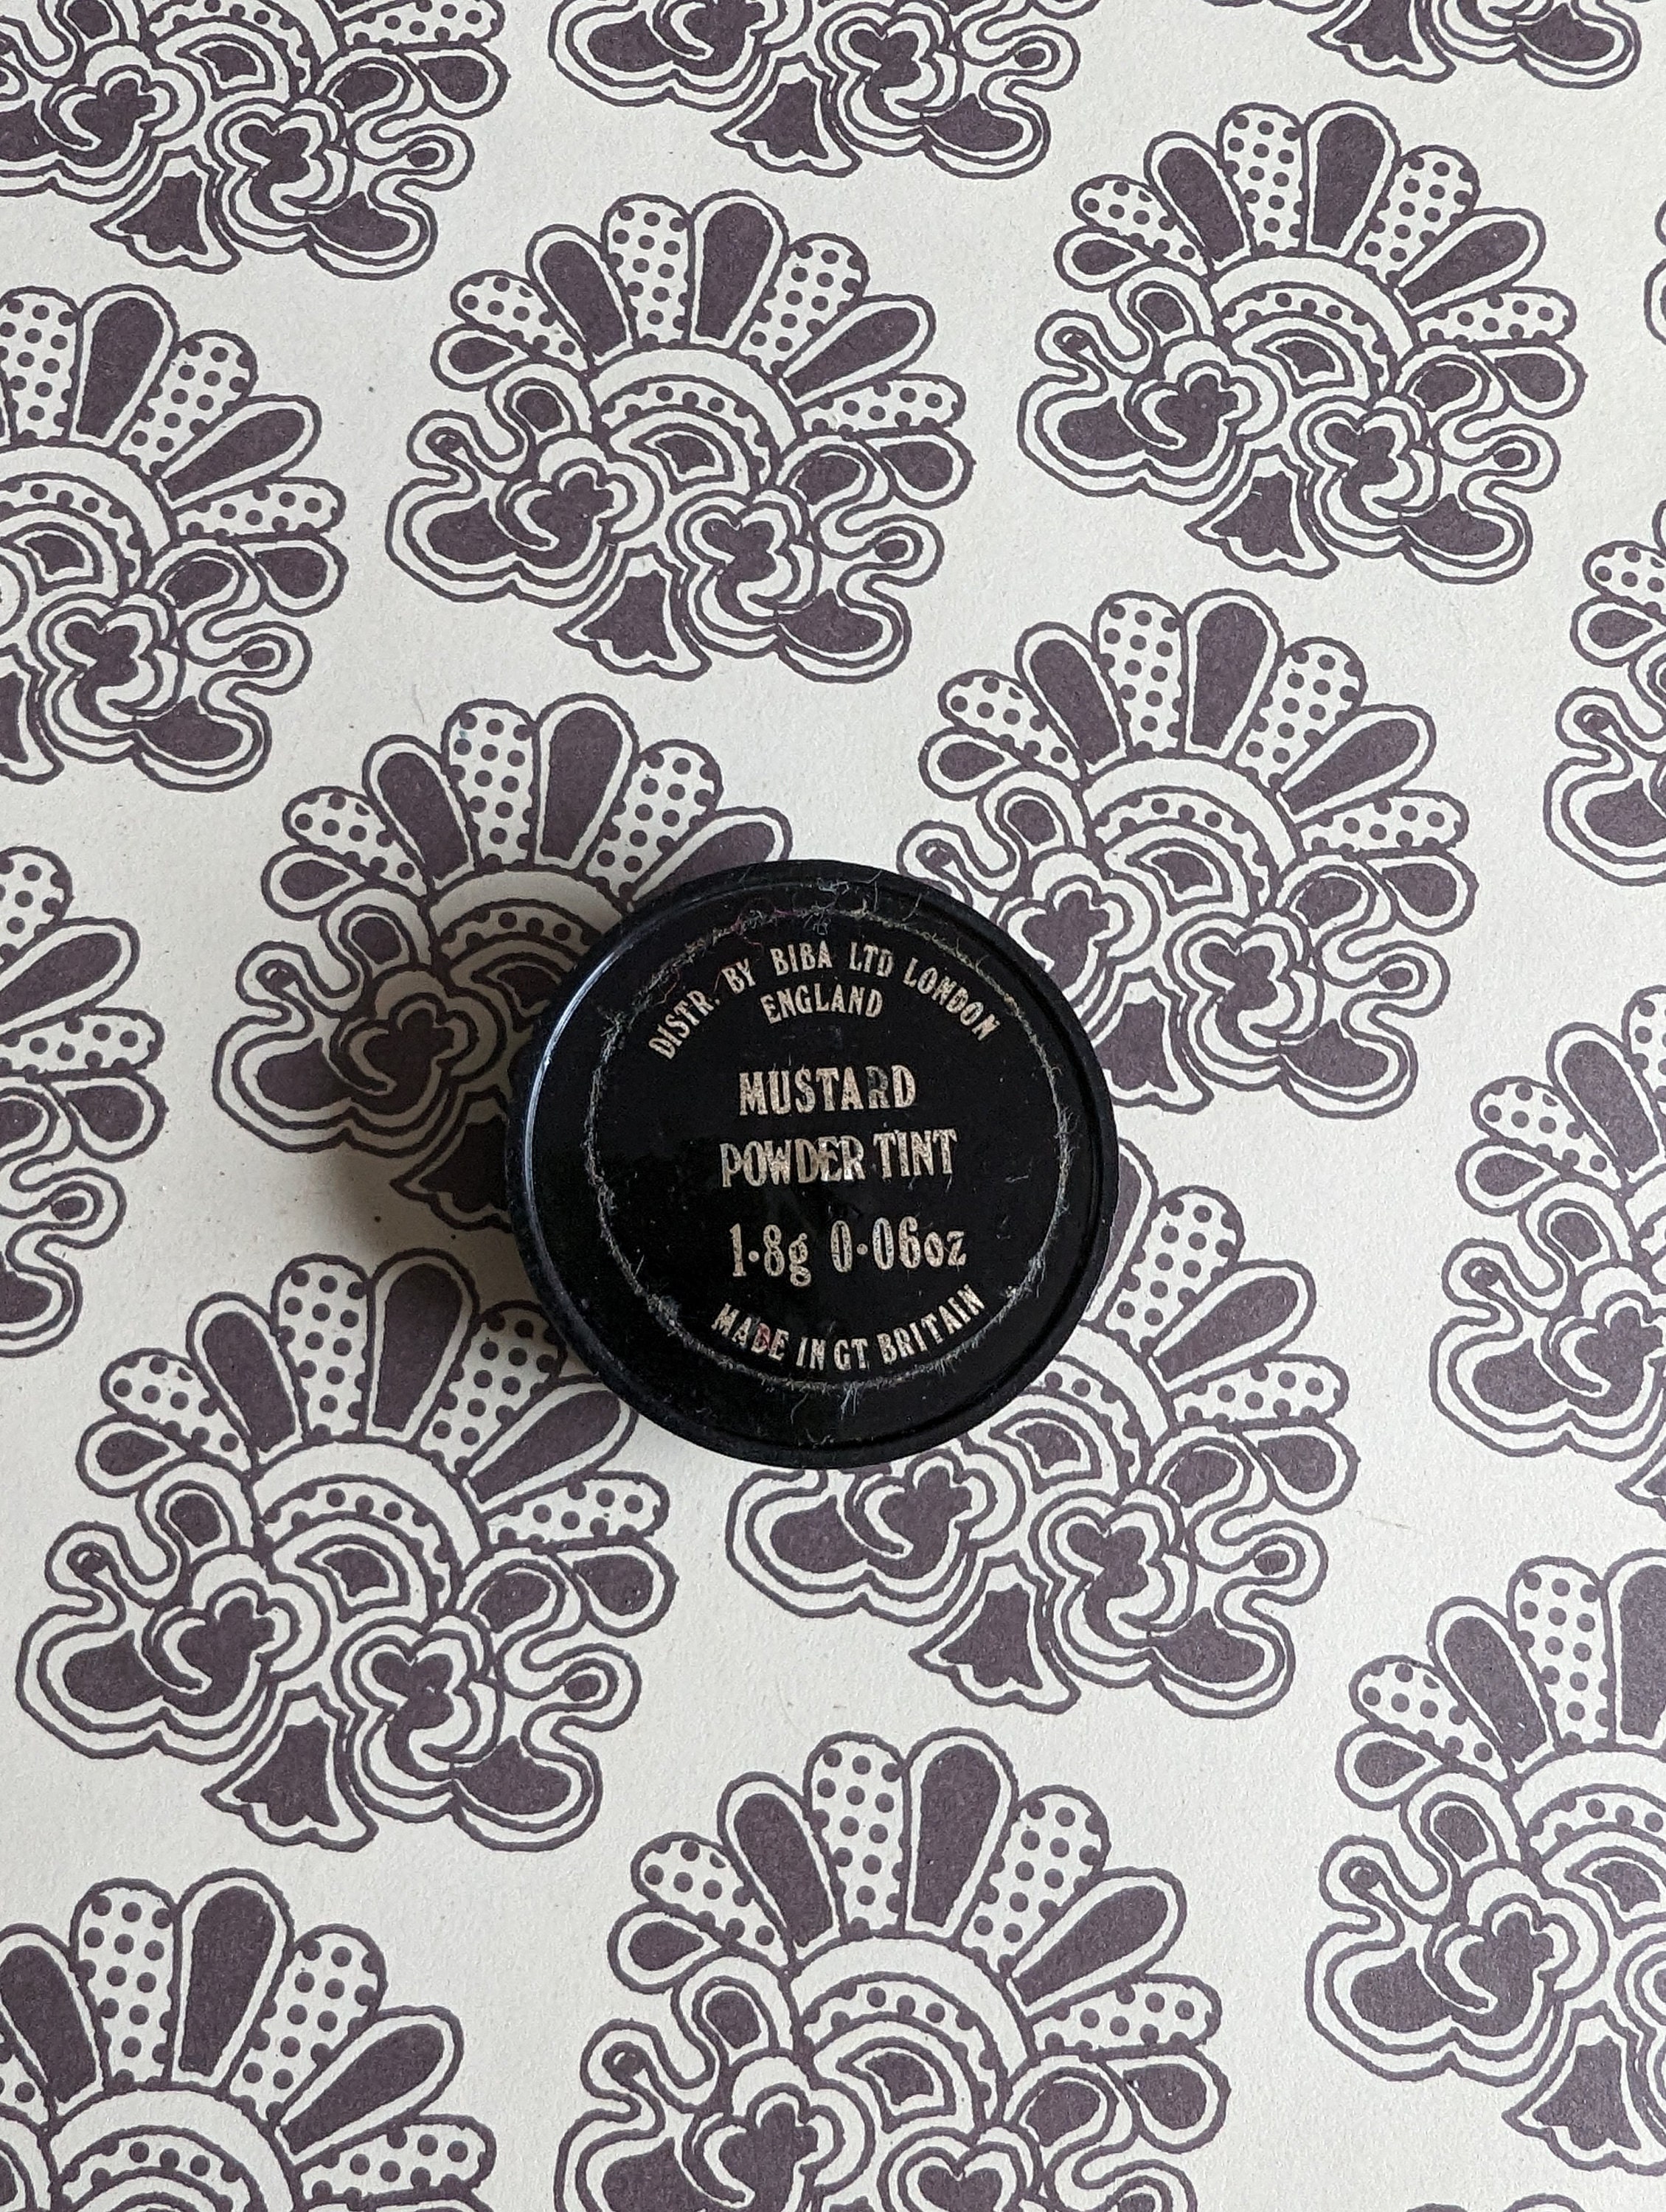 DISTR. BY BIBA LTD LONDON
ENGLAND
MUSTARD
POWDER TINT
1·8g 0·06oz
MADE IN GT BRITAIN